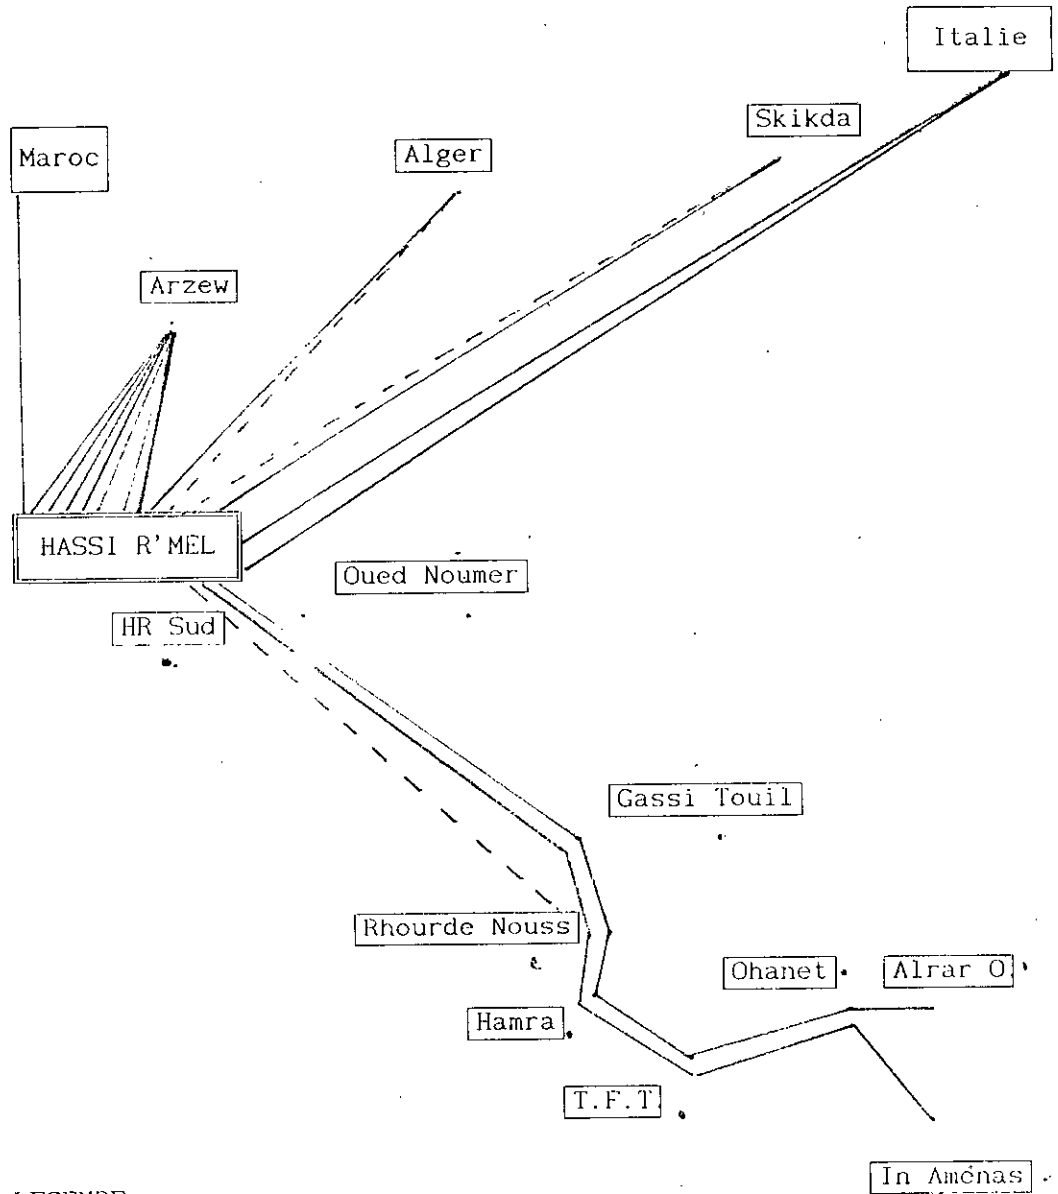 Italie
Skikda
Maroc
Alger
Arzew
HASSI R'MEL
Oued Noumer
HR Sud
Gassi Touil
Rhourde Nouss
Ohanet
Alrar O
Hamra
T.F.T
In Aménas